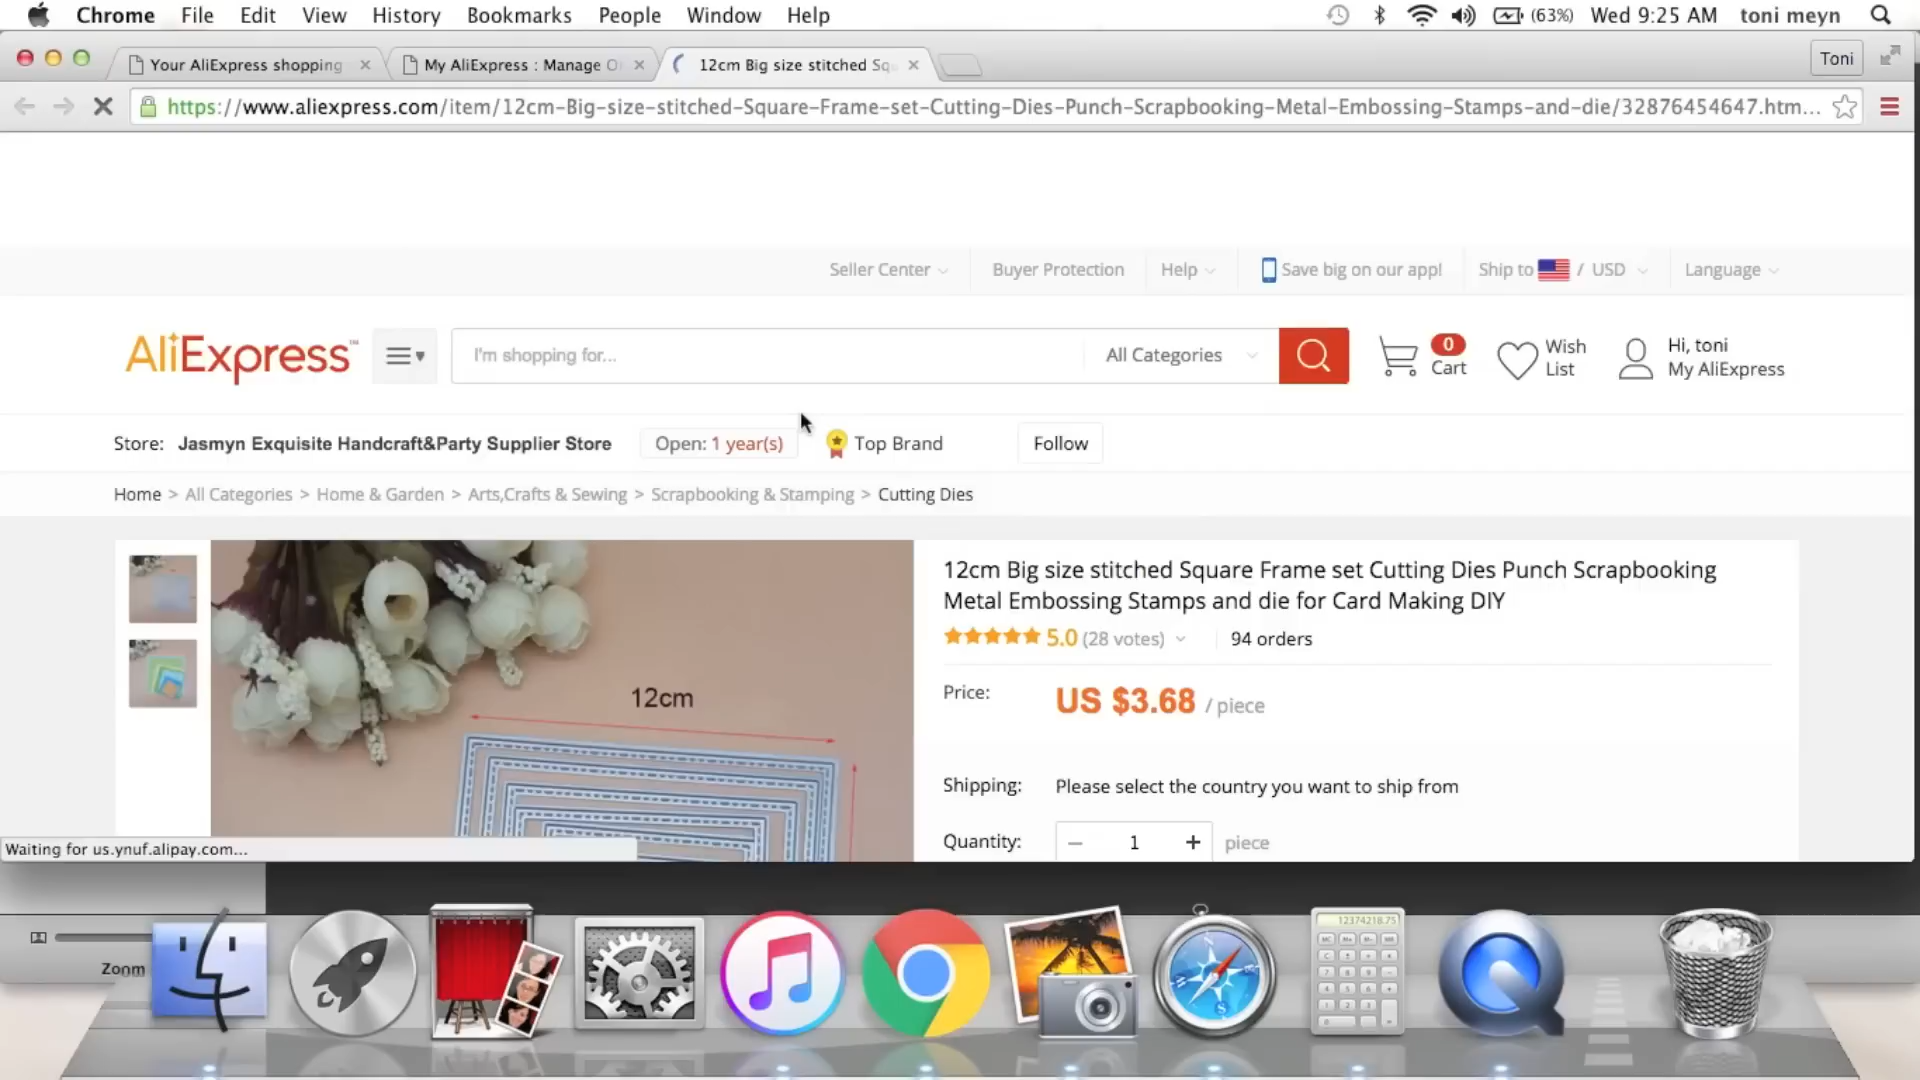 Chrome File Edit View History Bookmarks People Window Help (63%) Wed 9:25 AM toni meyn
Your AliExpress shopping My AliExpress : Manage O 12cm Big size stitched Sq Toni
https://www.aliexpress.com/item/12cm-Big-size-stitched-Square-Frame-set-Cutting-Dies-Punch-Scrapbooking-Metal-Embossing-Stamps-and-die/32876454647.htm...
Seller Center Buyer Protection Help Save big on our app! Ship to / USD Language
AliExpress™ I'm shopping for... All Categories 0 Cart Wish List Hi, toni My AliExpress
Store: Jasmyn Exquisite Handcraft&Party Supplier Store Open: 1 year(s) Top Brand Follow
Home > All Categories > Home & Garden > Arts,Crafts & Sewing > Scrapbooking & Stamping > Cutting Dies
12cm
12cm Big size stitched Square Frame set Cutting Dies Punch Scrapbooking
Metal Embossing Stamps and die for Card Making DIY
5.0 (28 votes) 94 orders
Price: US $3.68 / piece
Shipping: Please select the country you want to ship from
Quantity: − 1 + piece
Waiting for us.ynuf.alipay.com...
Zoom
12374218.75